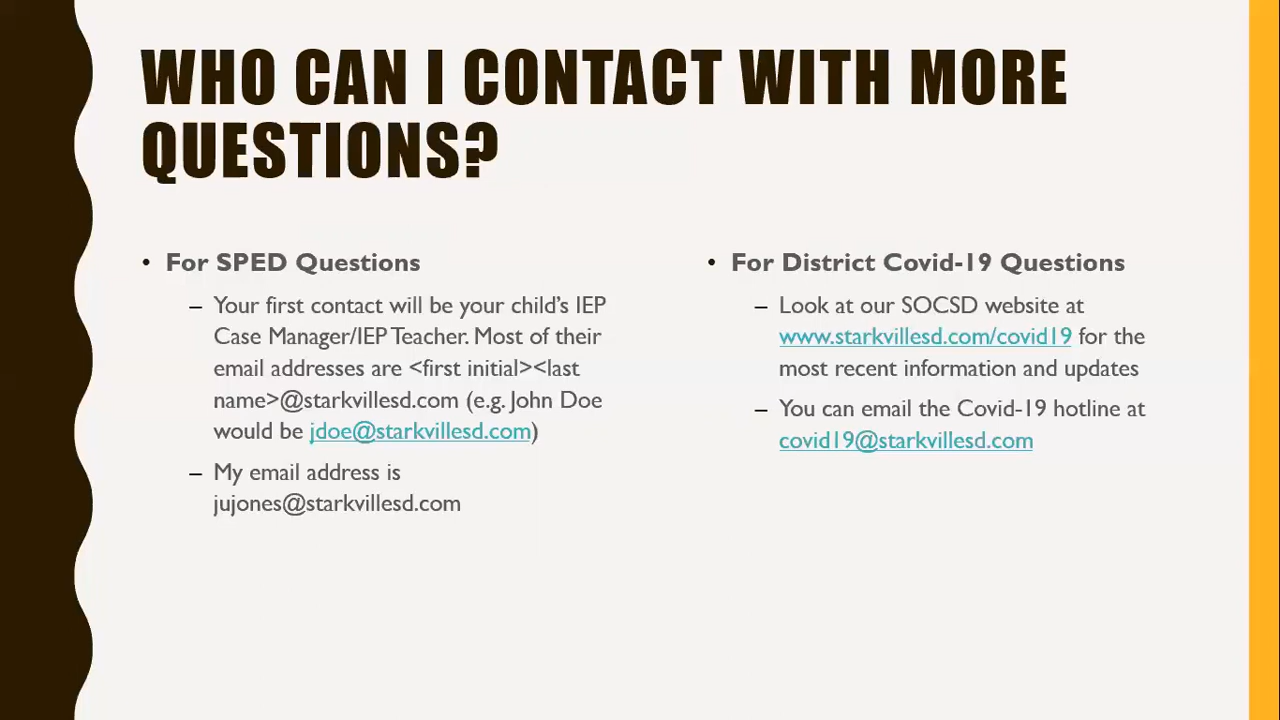 WHO CAN I CONTACT WITH MORE
QUESTIONS?
• For SPED Questions
– Your first contact will be your child's IEP
Case Manager/IEP Teacher. Most of their
email addresses are <first initial><last
name>@starkvillesd.com (e.g. John Doe
would be jdoe@starkvillesd.com)
– My email address is
jujones@starkvillesd.com
• For District Covid-19 Questions
– Look at our SOCSD website at
www.starkvillesd.com/covid19 for the
most recent information and updates
– You can email the Covid-19 hotline at
covid19@starkvillesd.com